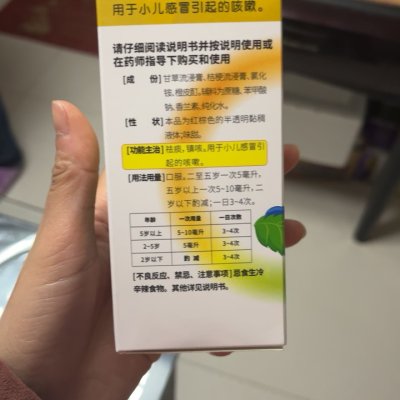 用于小儿感冒引起的咳嗽。
请仔细阅读说明书并按说明使用或
在药师指导下购买和使用
[成　份] 甘草流浸膏、桔梗流浸膏、氯化
铵、橙皮酊。辅料为蔗糖、苯甲酸
钠、香兰素、纯化水。
[性　状] 本品为红棕色的半透明黏稠
液体；味甜。
[功能主治] 祛痰，镇咳。用于小儿感冒引
起的咳嗽。
[用法用量] 口服。二至五岁一次5毫升，
五岁以上一次5~10毫升，二
岁以下酌减；一日3~4次。
年龄 一次用量 一日次数
5岁以上 5~10毫升 3~4次
2~5岁 5毫升 3~4次
2岁以下 酌 减 3~4次
[不良反应、禁忌、注意事项] 忌食生冷
辛辣食物。其他详见说明书。